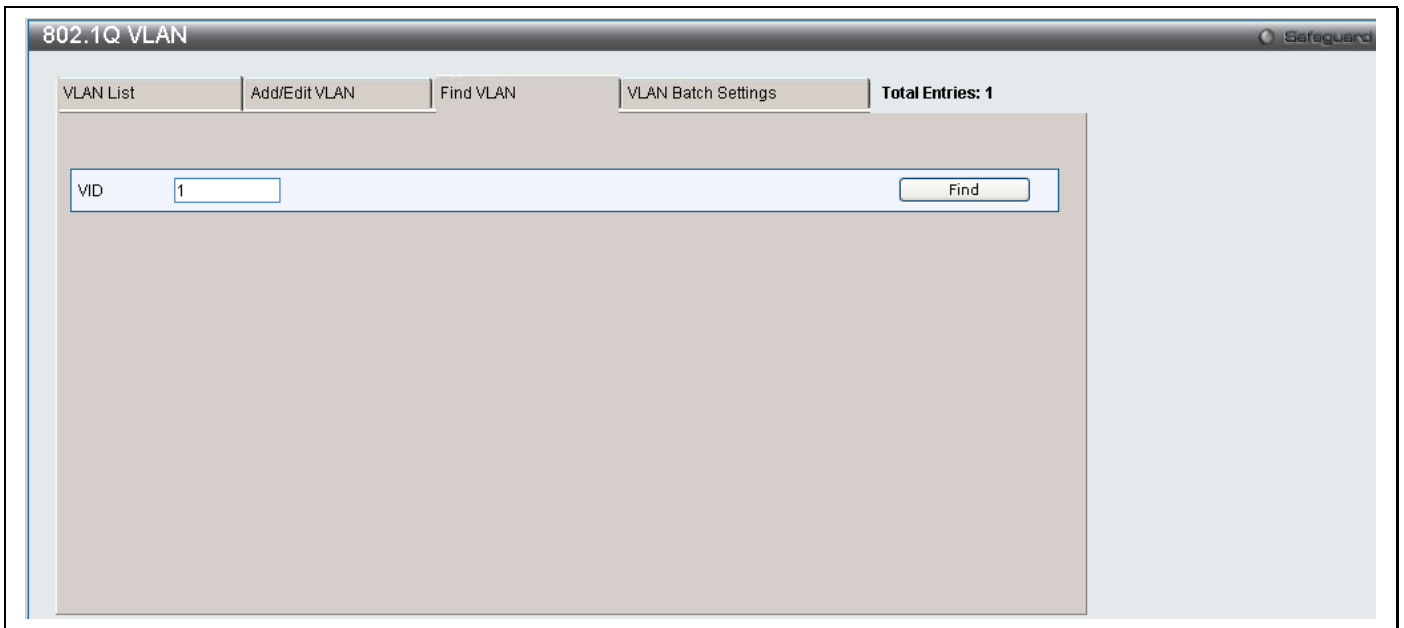 802.1Q VLAN
Safeguard
VLAN List Add/Edit VLAN Find VLAN VLAN Batch Settings Total Entries: 1
VID 1 Find